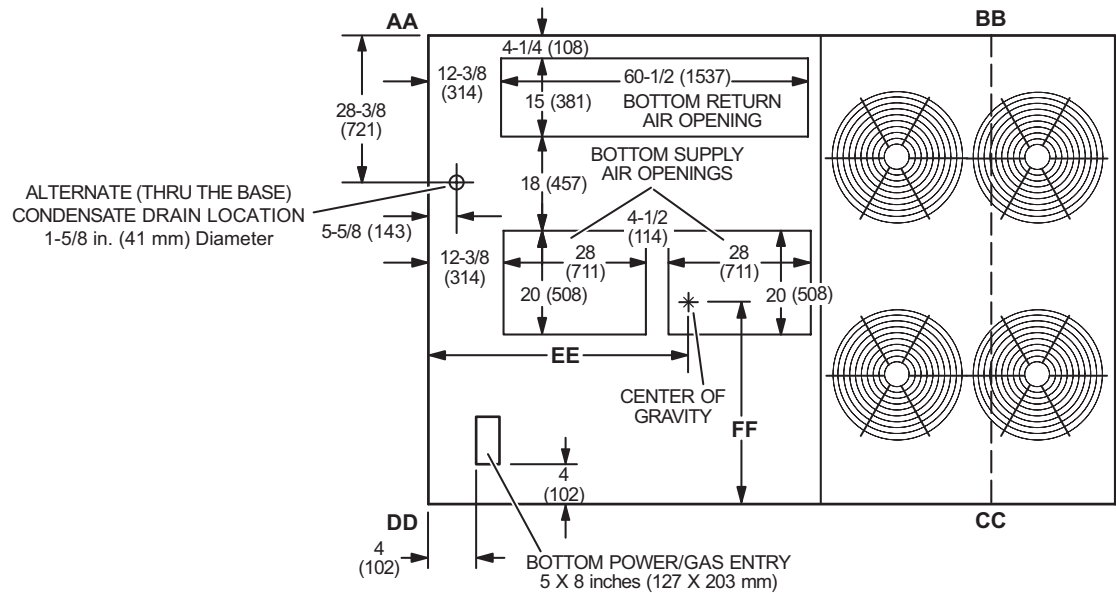 AA
BB
4-1/4 (108)
12-3/8
(314)
60-1/2 (1537)
28-3/8
(721)
15 (381)
BOTTOM RETURN
AIR OPENING
BOTTOM SUPPLY
AIR OPENINGS
18 (457)
ALTERNATE (THRU THE BASE)
CONDENSATE DRAIN LOCATION
1-5/8 in. (41 mm) Diameter
5-5/8 (143)
4-1/2
(114)
12-3/8
(314)
28
(711)
28
(711)
20 (508)
20 (508)
EE
CENTER OF
GRAVITY
FF
4
(102)
DD
CC
4
(102)
BOTTOM POWER/GAS ENTRY
5 X 8 inches (127 X 203 mm)